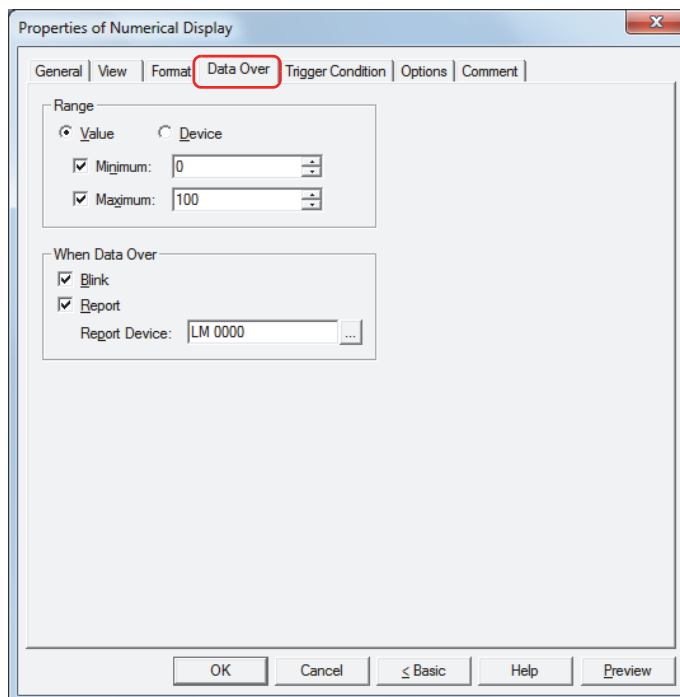 Properties of Numerical Display
General View Format Data Over Trigger Condition Options Comment
Range
Value Device
Minimum: 0
Maximum: 100
When Data Over
Blink
Report
Report Device: LM 0000 ...
OK Cancel < Basic Help Preview